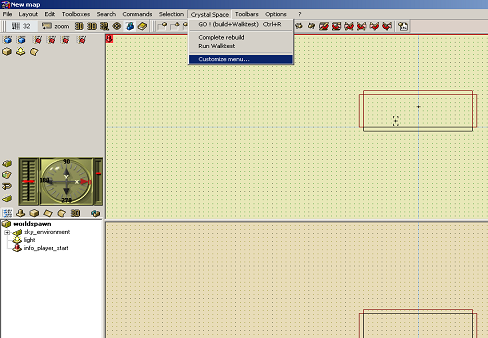 New map
File Layout Edit Toolboxes Search Commands Selection Crystal Space Toolbars Options ?
32 zoom
GO ! (build+Walktest) Ctrl+R
Complete rebuild
Run Walktest
Customize menu...
90
270
worldspawn
sky_environment
light
info_player_start